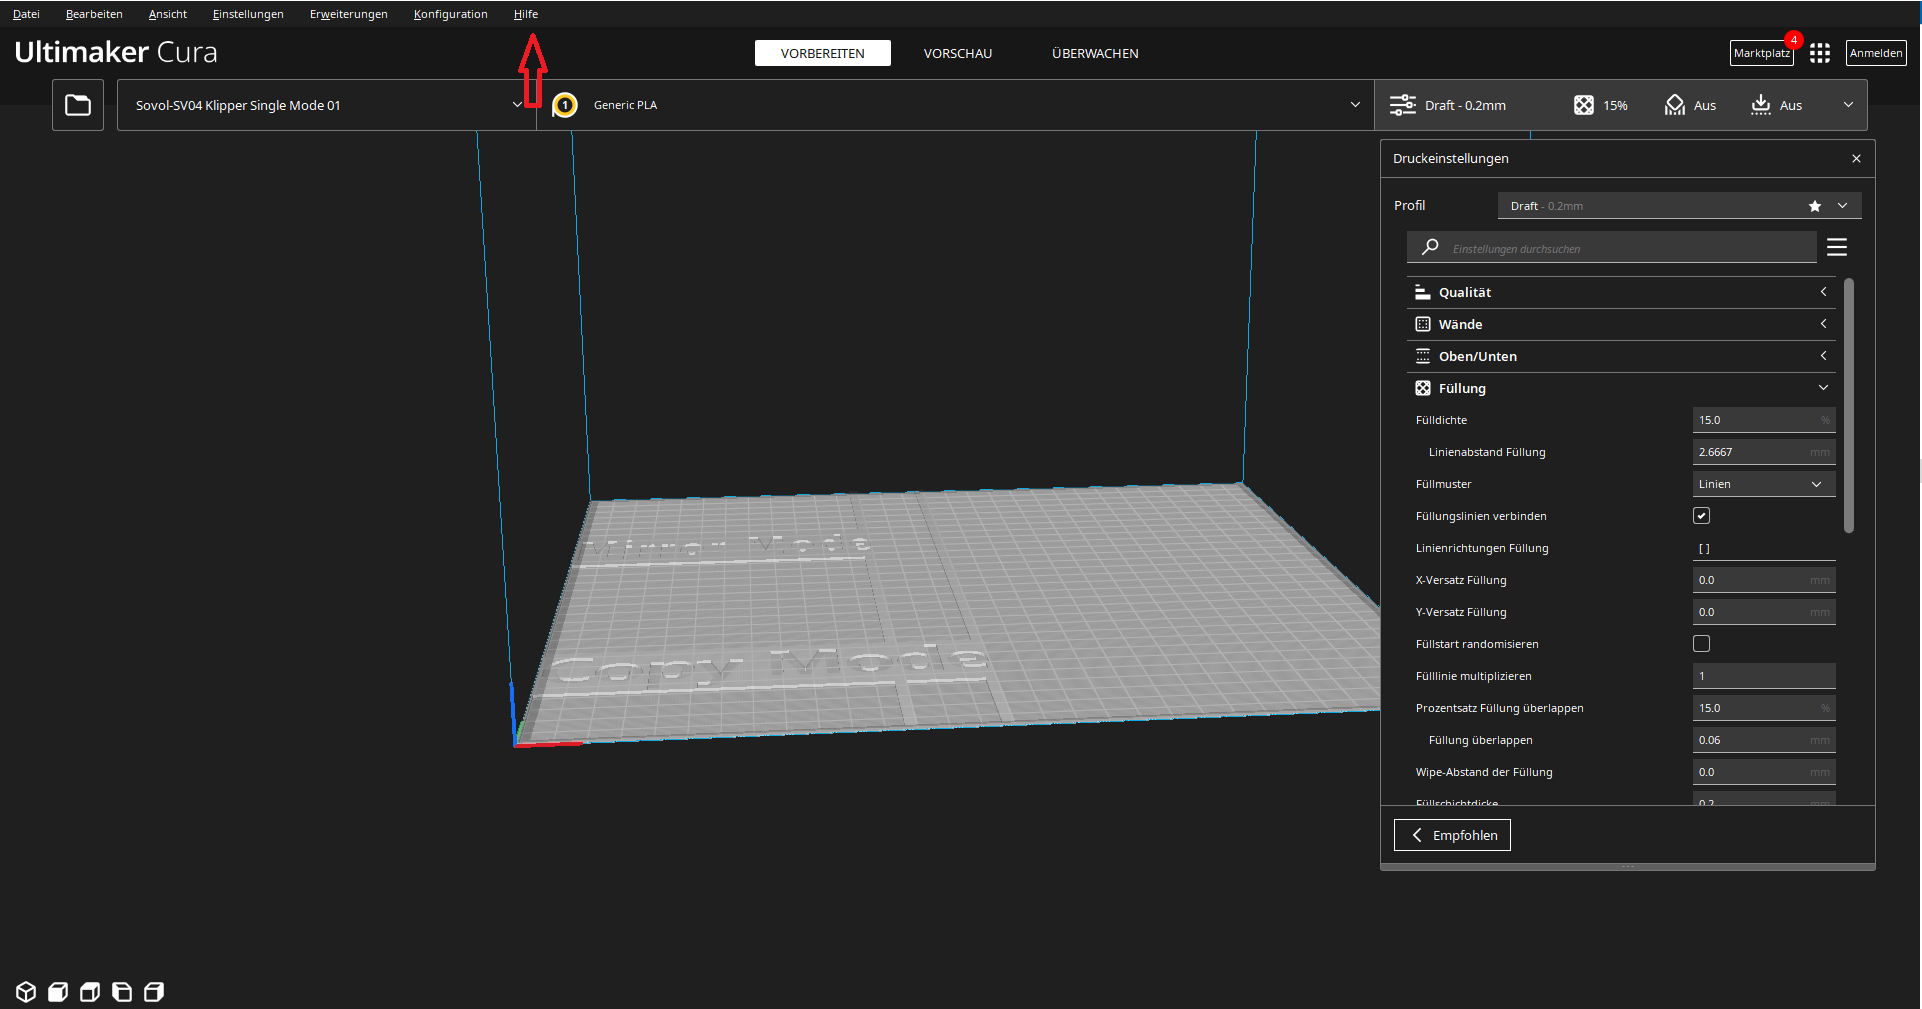 Datei Bearbeiten Ansicht Einstellungen Erweiterungen Konfiguration Hilfe
Ultimaker Cura
VORBEREITEN VORSCHAU ÜBERWACHEN
Marktplatz 4 Anmelden
Sovol-SV04 Klipper Single Mode 01
1 Generic PLA
Draft - 0.2mm 15% Aus Aus
Druckeinstellungen
Profil Draft - 0.2mm
Einstellungen durchsuchen
Qualität
Wände
Oben/Unten
Füllung
Fülldichte 15.0 %
Linienabstand Füllung 2.6667 mm
Füllmuster Linien
Füllungslinien verbinden
Linienrichtungen Füllung [ ]
X-Versatz Füllung 0.0 mm
Y-Versatz Füllung 0.0 mm
Füllstart randomisieren
Fülllinie multiplizieren 1
Prozentsatz Füllung überlappen 15.0 %
Füllung überlappen 0.06 mm
Wipe-Abstand der Füllung 0.0 mm
Füllschichtdicke 0.2 mm
Empfohlen
Mirror Mode
Copy Mode